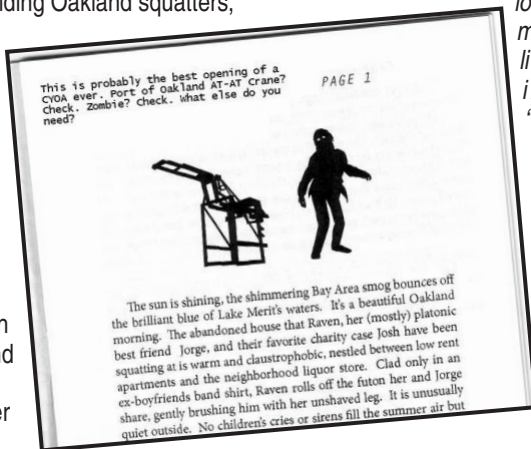 ding Oakland squatters,
This is probably the best opening of a
CYOA ever. Port of Oakland AT-AT Crane?
Check. Zombie? Check. What else do you
need?
PAGE 1
The sun is shining, the shimmering Bay Area smog bounces off
the brilliant blue of Lake Merit's waters. It's a beautiful Oakland
morning. The abandoned house that Raven, her (mostly) platonic
best friend Jorge, and their favorite charity case Josh have been
squatting at is warm and claustrophobic, nestled between low rent
apartments and the neighborhood liquor store. Clad only in an
ex-boyfriends band shirt, Raven rolls off the futon her and Jorge
share, gently brushing him with her unshaved leg. It is unusually
quiet outside. No children's cries or sirens fill the summer air but